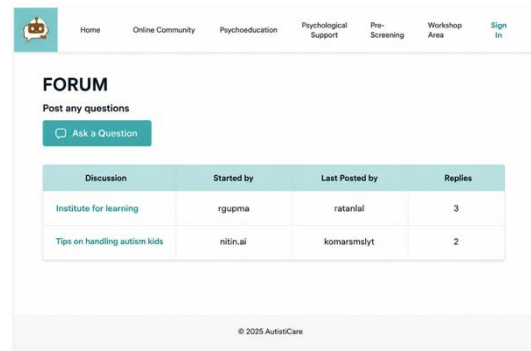 Home Online Community Psychoeducation Psychological Support Pre-Screening Workshop Area Sign In
FORUM
Post any questions
Ask a Question
Discussion Started by Last Posted by Replies
Institute for learning rgupma ratanlal 3
Tips on handling autism kids nitin.ai komarsmslyt 2
© 2025 AutistiCare